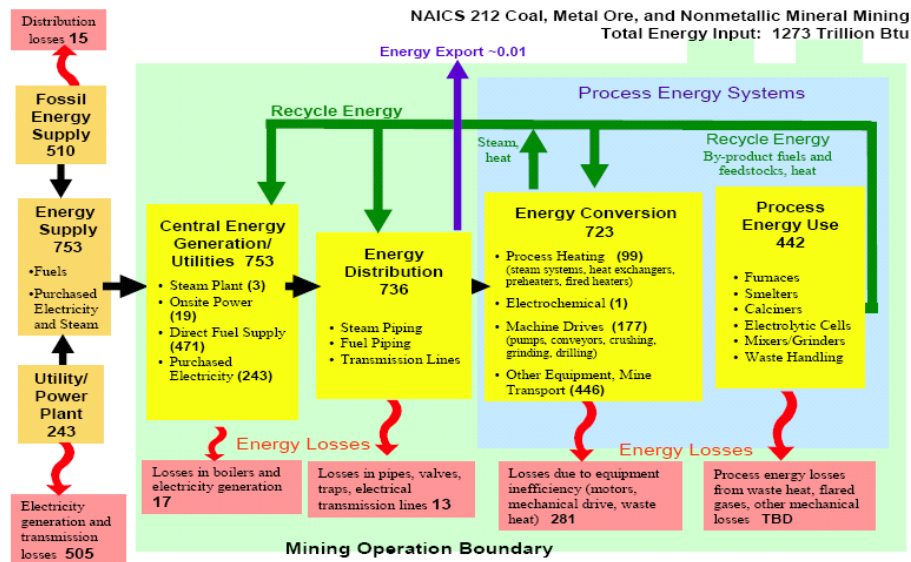 NAICS 212 Coal, Metal Ore, and Nonmetallic Mineral Mining
Total Energy Input: 1273 Trillion Btu
Distribution
losses 15
Fossil
Energy
Supply
510
Energy
Supply
753
•Fuels
•Purchased
Electricity
and Steam
Utility/
Power
Plant
243
Electricity
generation and
transmission
losses 505
Energy Export ~0.01
Recycle Energy
Process Energy Systems
Steam,
heat
Recycle Energy
By-product fuels and
feedstocks, heat
Central Energy
Generation/
Utilities 753
• Steam Plant (3)
• Onsite Power
(19)
• Direct Fuel Supply
(471)
• Purchased
Electricity (243)
Energy
Distribution
736
• Steam Piping
• Fuel Piping
• Transmission Lines
Energy Conversion
723
• Process Heating (99)
(steam systems, heat exchangers,
preheaters, fired heaters)
• Electrochemical (1)
• Machine Drives (177)
(pumps, conveyors, crushing,
grinding, drilling)
• Other Equipment, Mine
Transport (446)
Process
Energy Use
442
• Furnaces
• Smelters
• Calciners
• Electrolytic Cells
• Mixers/Grinders
• Waste Handling
Energy Losses
Energy Losses
Losses in boilers and
electricity generation
17
Losses in pipes, valves,
traps, electrical
transmission lines 13
Losses due to equipment
inefficiency (motors,
mechanical drive, waste
heat) 281
Process energy losses
from waste heat, flared
gases, other mechanical
losses TBD
Mining Operation Boundary